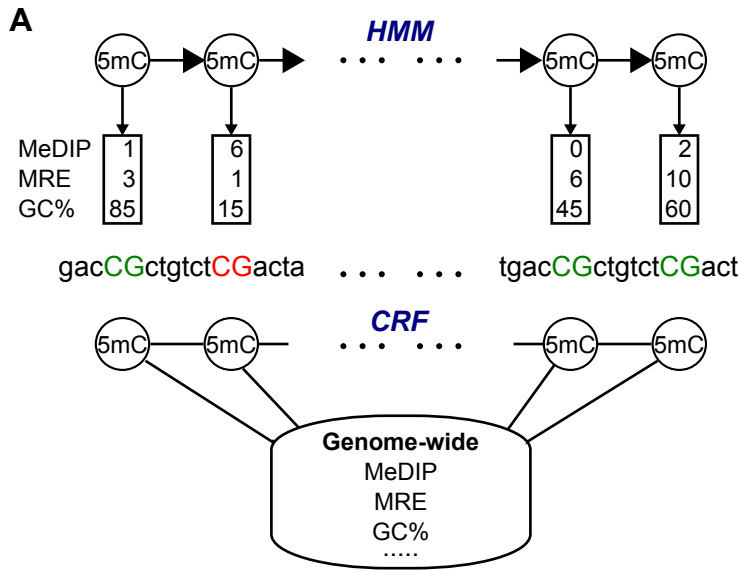 A
HMM
5mC 5mC ... ... 5mC 5mC
MeDIP 1 6 0 2
MRE 3 1 6 10
GC% 85 15 45 60
gacCGctgtctCGacta ... ... tgacCGctgtctCGact
CRF
5mC 5mC ... ... 5mC 5mC
Genome-wide
MeDIP
MRE
GC%
.....